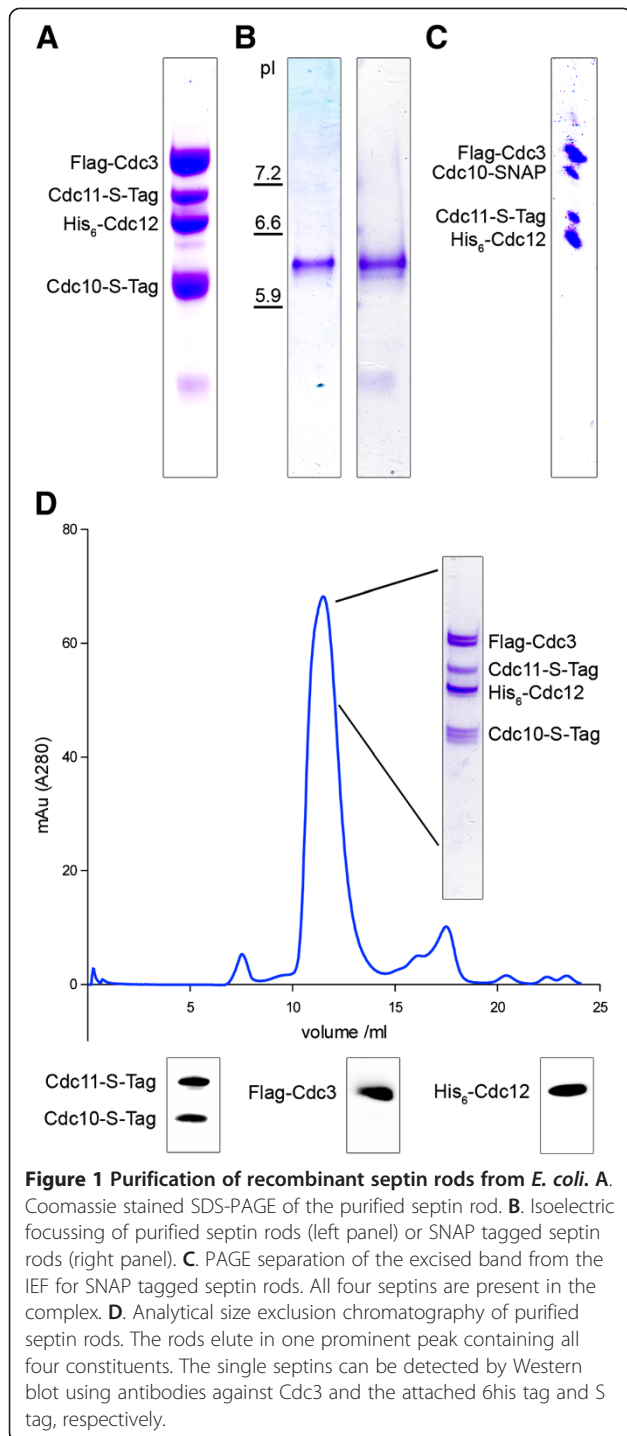 A
B
C
pI
Flag-Cdc3
Cdc11-S-Tag
His₆-Cdc12
Cdc10-S-Tag
7.2
6.6
5.9
Flag-Cdc3
Cdc10-SNAP
Cdc11-S-Tag
His₆-Cdc12
D
80
60
40
20
0
mAu (A280)
5
10
15
20
25
volume /ml
Flag-Cdc3
Cdc11-S-Tag
His₆-Cdc12
Cdc10-S-Tag
Cdc11-S-Tag
Cdc10-S-Tag
Flag-Cdc3
His₆-Cdc12
Figure 1 Purification of recombinant septin rods from E. coli. A.
Coomassie stained SDS-PAGE of the purified septin rod. B. Isoelectric
focussing of purified septin rods (left panel) or SNAP tagged septin
rods (right panel). C. PAGE separation of the excised band from the
IEF for SNAP tagged septin rods. All four septins are present in the
complex. D. Analytical size exclusion chromatography of purified
septin rods. The rods elute in one prominent peak containing all
four constituents. The single septins can be detected by Western
blot using antibodies against Cdc3 and the attached 6his tag and S
tag, respectively.